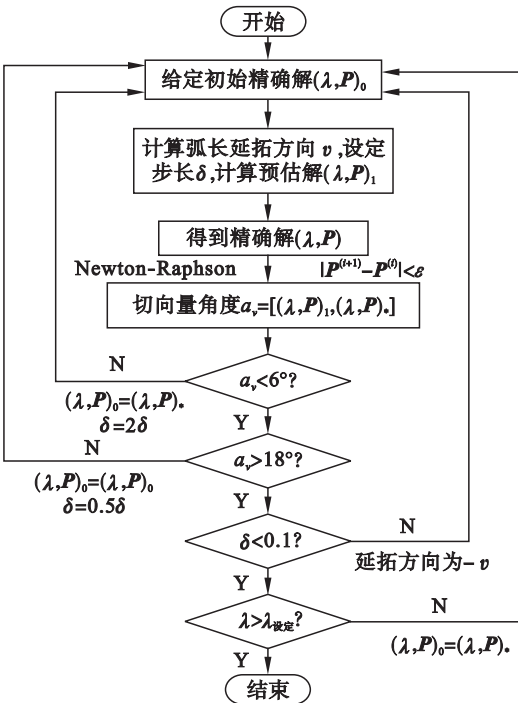 开始
给定初始精确解(λ,P)₀
计算弧长延拓方向 v ,设定
步长δ,计算预估解(λ,P)₁
得到精确解(λ,P)
Newton-Raphson |P⁽ⁱ⁺¹⁾-P⁽ⁱ⁾|<ε
切向量角度aᵥ=[(λ,P)₁,(λ,P)*]
N
aᵥ<6°?
(λ,P)₀=(λ,P)*
δ=2δ
Y
N
aᵥ>18°?
(λ,P)₀=(λ,P)₀
δ=0.5δ
Y
N
δ<0.1?
延拓方向为- v
Y
N
λ>λ设定?
(λ,P)₀=(λ,P)*
Y
结束